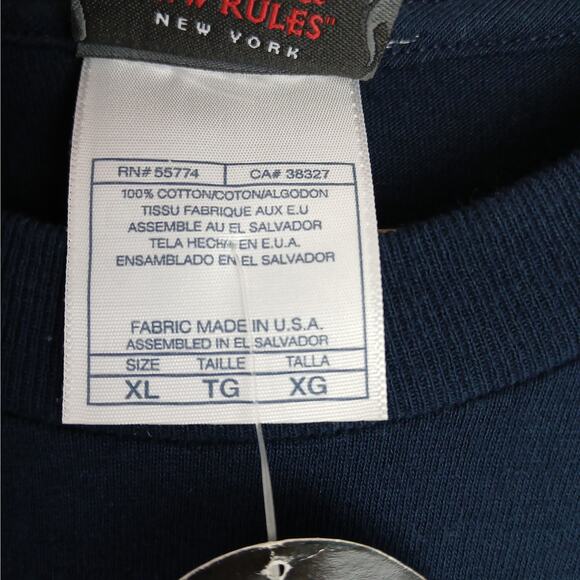 RULES"
NEW YORK
RN# 55774 CA# 38327
100% COTTON/COTON/ALGODON
TISSU FABRIQUE AUX E.U
ASSEMBLE AU EL SALVADOR
TELA HECHA EN E.U.A.
ENSAMBLADO EN EL SALVADOR
FABRIC MADE IN U.S.A.
ASSEMBLED IN EL SALVADOR
SIZE TAILLE TALLA
XL TG XG